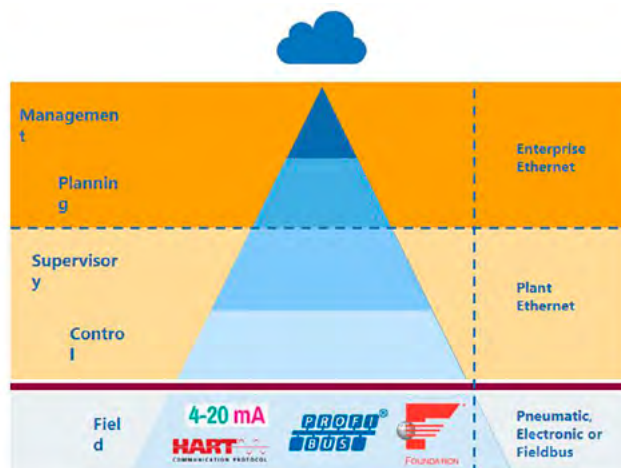 Managemen
t
Plannin
g
Enterprise
Ethernet
Supervisor
y
Contro
l
Plant
Ethernet
Fiel
d
4-20 mA
HART
COMMUNICATION PROTOCOL
PROFI
BUS
®
FOUNDATION
Pneumatic,
Electronic or
Fieldbus